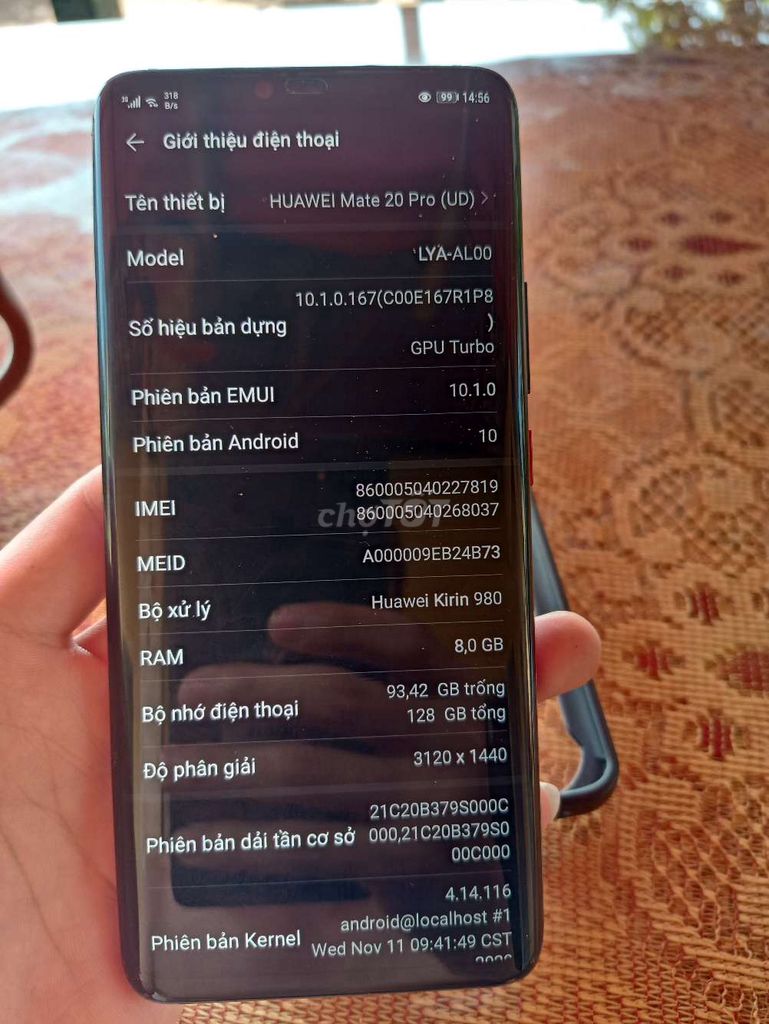 3G 318 B/s 99 14:56
Giới thiệu điện thoại
Tên thiết bị HUAWEI Mate 20 Pro (UD)
Model LYA-AL00
Số hiệu bản dựng 10.1.0.167(C00E167R1P8
)
GPU Turbo
Phiên bản EMUI 10.1.0
Phiên bản Android 10
IMEI 860005040227819
860005040268037
chợTỐT
MEID A000009EB24B73
Bộ xử lý Huawei Kirin 980
RAM 8,0 GB
Bộ nhớ điện thoại 93,42 GB trống
128 GB tổng
Độ phân giải 3120 x 1440
Phiên bản dải tần cơ sở 21C20B379S000C
000,21C20B379S0
00C000
Phiên bản Kernel 4.14.116
android@localhost #1
Wed Nov 11 09:41:49 CST